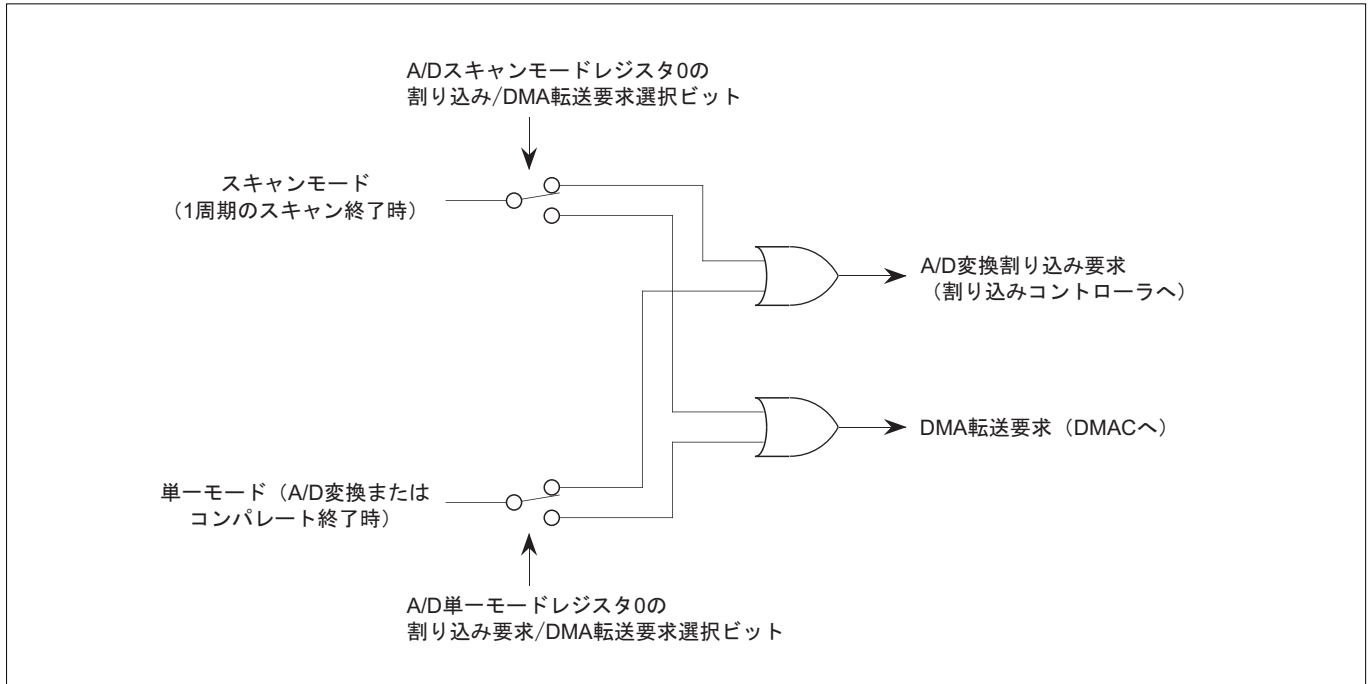 A/Dスキャンモードレジスタ0の
割り込み/DMA転送要求選択ビット
スキャンモード
（1周期のスキャン終了時）
A/D変換割り込み要求
（割り込みコントローラへ）
DMA転送要求（DMACへ）
単一モード（A/D変換または
コンパレート終了時）
A/D単一モードレジスタ0の
割り込み要求/DMA転送要求選択ビット